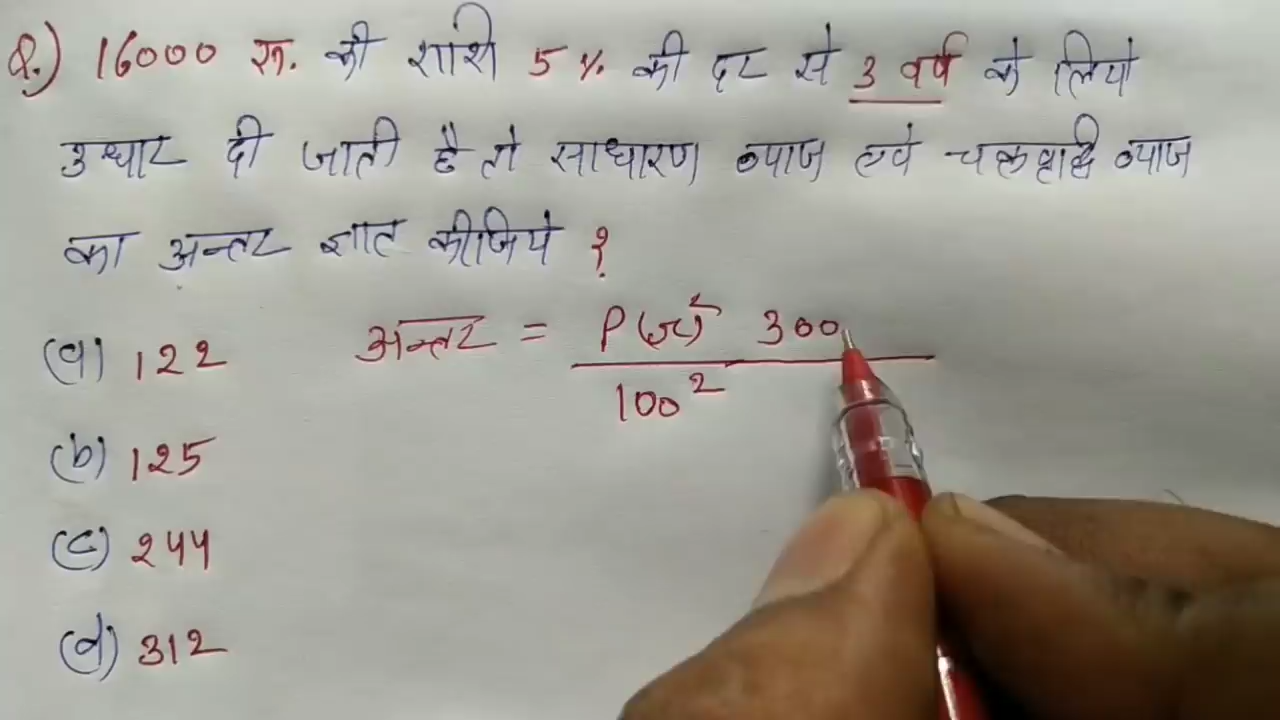 Q.) 16000 रू. की राशि 5 % की दर से 3 वर्ष के लिये
उधार दी जाती है तो साधारण ब्याज एवं चक्रवृद्धि ब्याज
का अन्तर ज्ञात कीजिये ?
अन्तर = P(r)² 300
100²
(a) 122
(b) 125
(c) 244
(d) 312